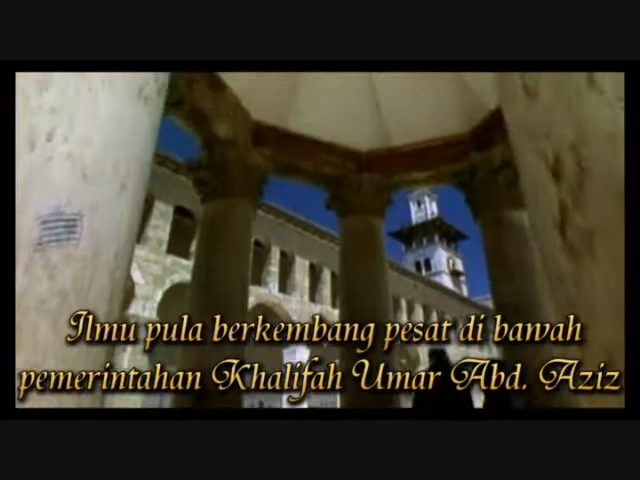 Ilmu pula berkembang pesat di bawah
pemerintahan Khalifah Umar Abd. Aziz